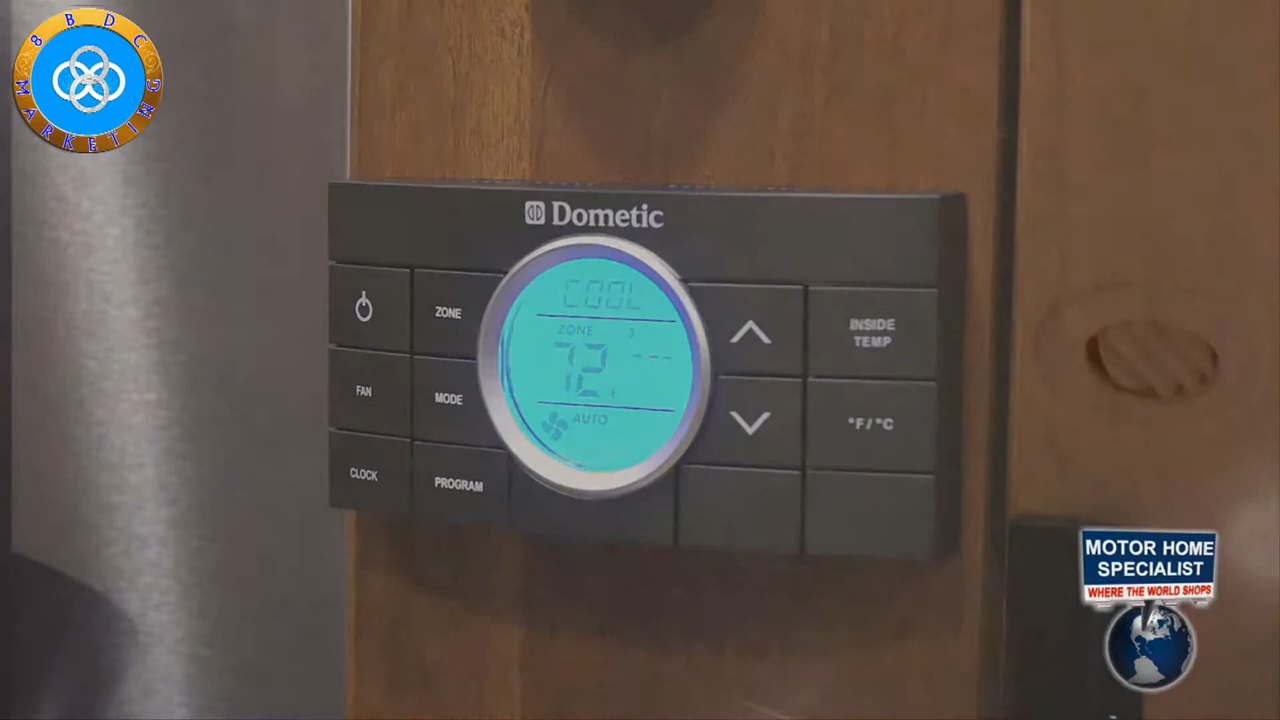 8BDC MARKETING
Dometic
ZONE
FAN
MODE
CLOCK
PROGRAM
COOL
ZONE 3
72 F ---
AUTO
INSIDE
TEMP
°F/°C
MOTOR HOME
SPECIALIST
WHERE THE WORLD SHOPS